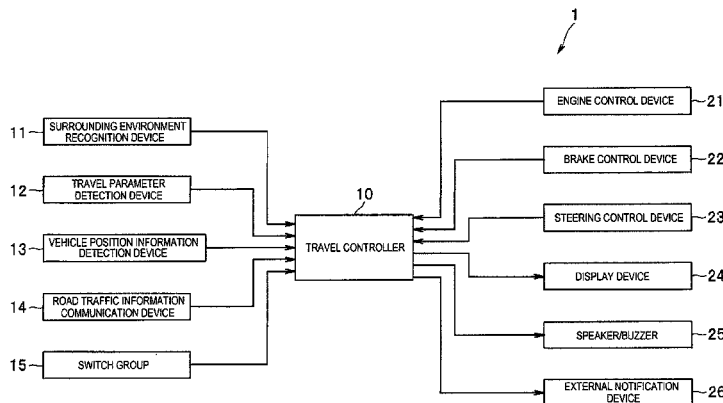 1
11
SURROUNDING ENVIRONMENT
RECOGNITION DEVICE
12
TRAVEL PARAMETER
DETECTION DEVICE
13
VEHICLE POSITION INFORMATION
DETECTION DEVICE
14
ROAD TRAFFIC INFORMATION
COMMUNICATION DEVICE
15
SWITCH GROUP
10
TRAVEL CONTROLLER
ENGINE CONTROL DEVICE
21
BRAKE CONTROL DEVICE
22
STEERING CONTROL DEVICE
23
DISPLAY DEVICE
24
SPEAKER/BUZZER
25
EXTERNAL NOTIFICATION
DEVICE
26